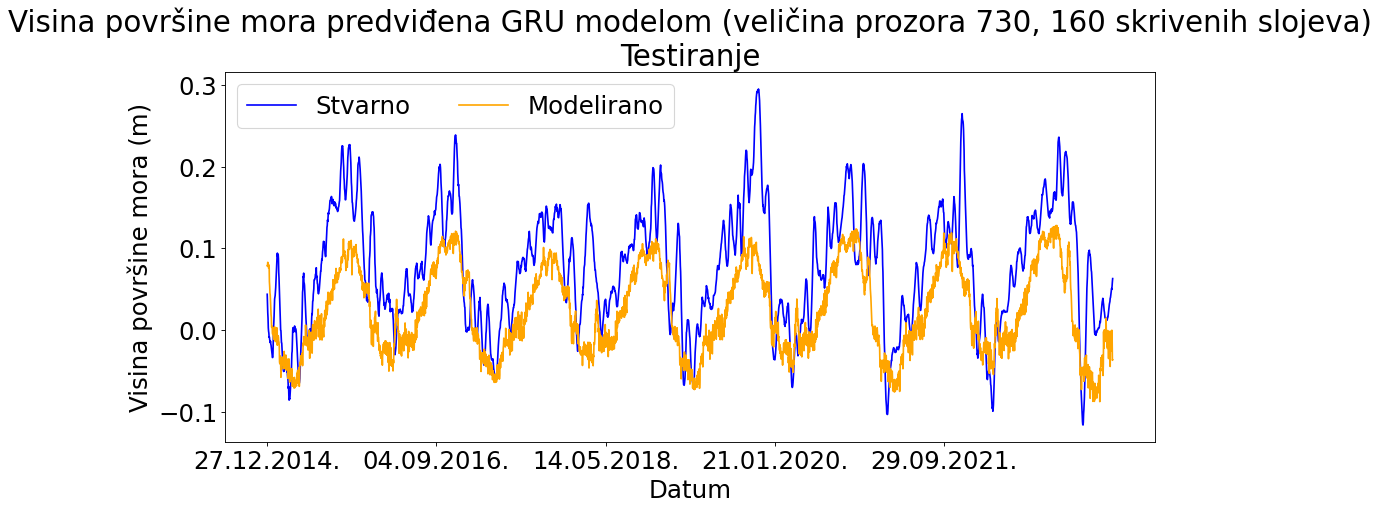 Visina površine mora predviđena GRU modelom (veličina prozora 730, 160 skrivenih slojeva)
Testiranje
Stvarno
Modelirano
Visina površine mora (m)
0.3
0.2
0.1
0.0
−0.1
27.12.2014.
04.09.2016.
14.05.2018.
21.01.2020.
29.09.2021.
Datum